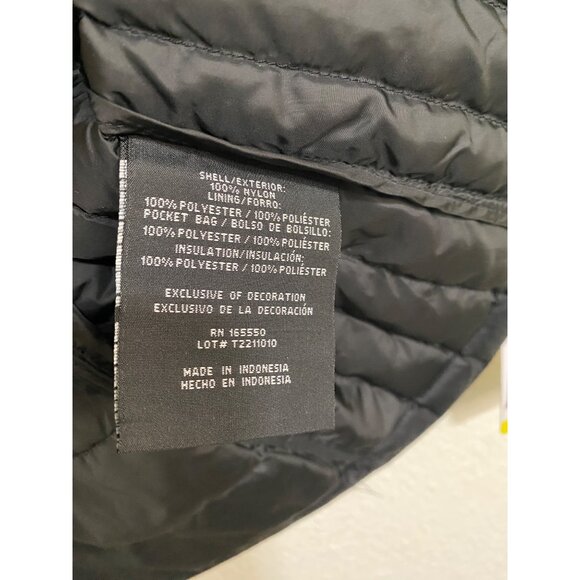 SHELL/EXTERIOR:
100% NYLON
LINING/FORRO:
100% POLYESTER / 100% POLIÉSTER
POCKET BAG / BOLSO DE BOLSILLO:
100% POLYESTER / 100% POLIÉSTER
INSULATION/INSULACIÓN:
100% POLYESTER / 100% POLIÉSTER
EXCLUSIVE OF DECORATION
EXCLUSIVO DE LA DECORACIÓN
RN 165550
LOT# T2211010
MADE IN INDONESIA
HECHO EN INDONESIA